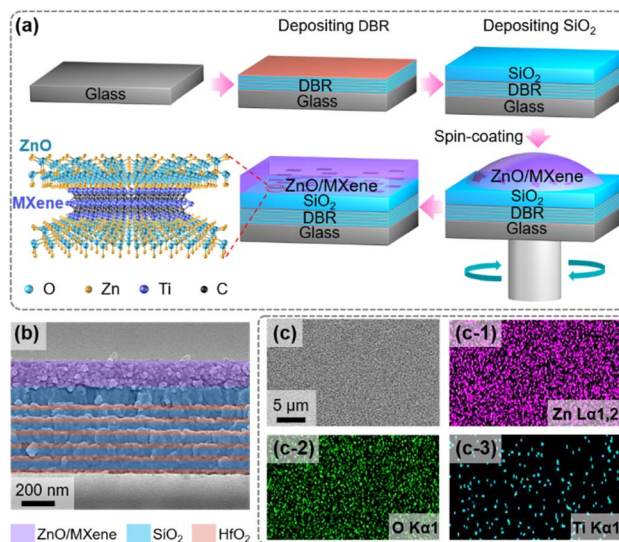 (a)
Depositing DBR
Depositing SiO₂
Glass
DBR
Glass
SiO₂
DBR
Glass
Spin-coating
ZnO
MXene
ZnO/MXene
SiO₂
DBR
Glass
ZnO/MXene
SiO₂
DBR
Glass
O Zn Ti C
(b)
200 nm
ZnO/MXene SiO₂ HfO₂
(c)
5 μm
(c-1)
Zn Lα1,2
(c-2)
O Kα1
(c-3)
Ti Kα1